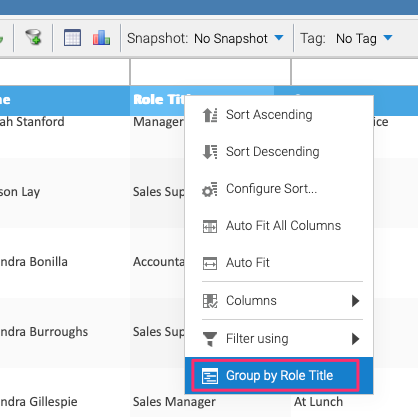 Snapshot: No Snapshot Tag: No Tag
ne Role Title
ah Stanford Manager ice
Sort Ascending
Sort Descending
son Lay Sales Sup
Configure Sort...
Auto Fit All Columns
ndra Bonilla Accounta
Auto Fit
Columns
ndra Burroughs Sales Sup
Filter using
Group by Role Title
ndra Gillespie Sales Manager At Lunch